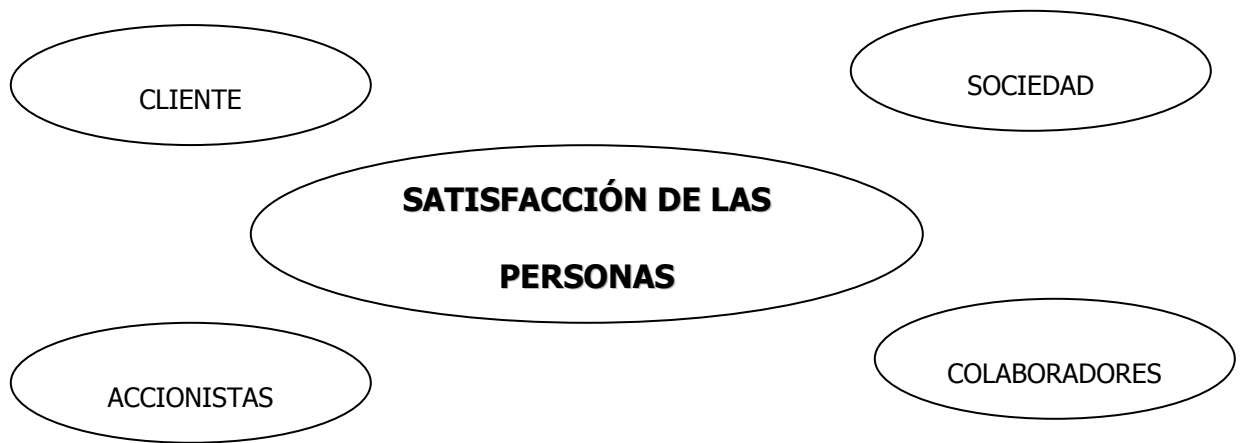 CLIENTE
SOCIEDAD
SATISFACCIÓN DE LAS
PERSONAS
ACCIONISTAS
COLABORADORES